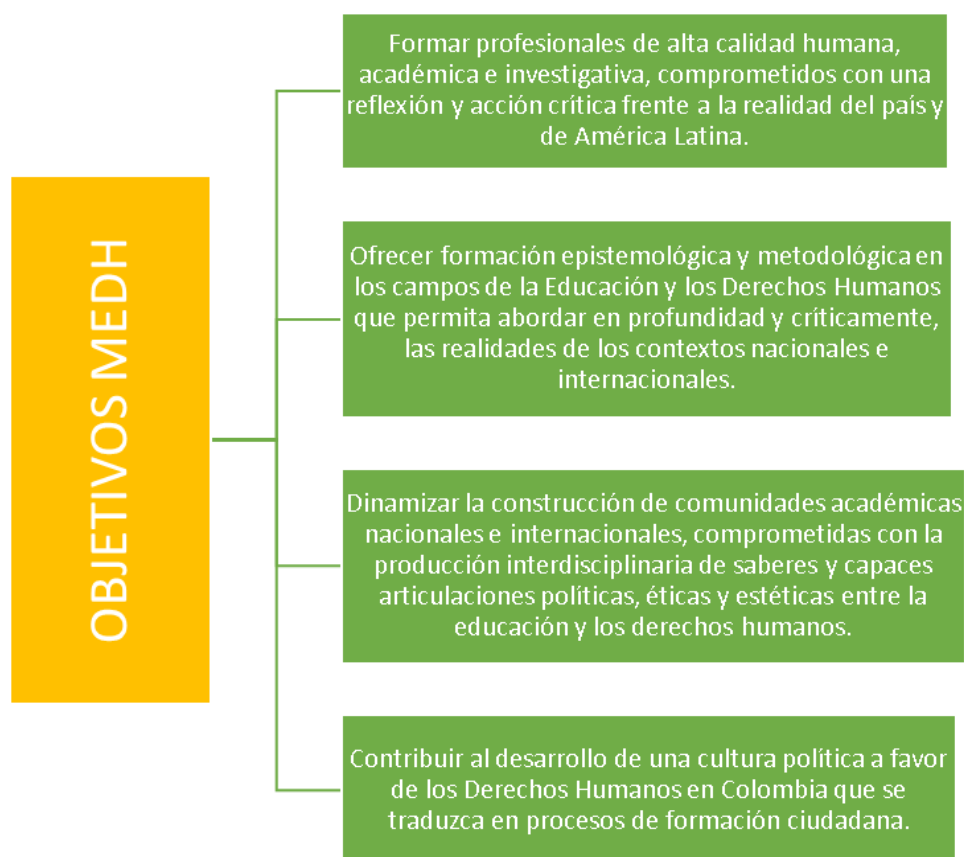 OBJETIVOS MEDH
Formar profesionales de alta calidad humana,
académica e investigativa, comprometidos con una
reflexión y acción crítica frente a la realidad del país y
de América Latina.
Ofrecer formación epistemológica y metodológica en
los campos de la Educación y los Derechos Humanos
que permita abordar en profundidad y críticamente,
las realidades de los contextos nacionales e
internacionales.
Dinamizar la construcción de comunidades académicas
nacionales e internacionales, comprometidas con la
producción interdisciplinaria de saberes y capaces
articulaciones políticas, éticas y estéticas entre la
educación y los derechos humanos.
Contribuir al desarrollo de una cultura política a favor
de los Derechos Humanos en Colombia que se
traduzca en procesos de formación ciudadana.